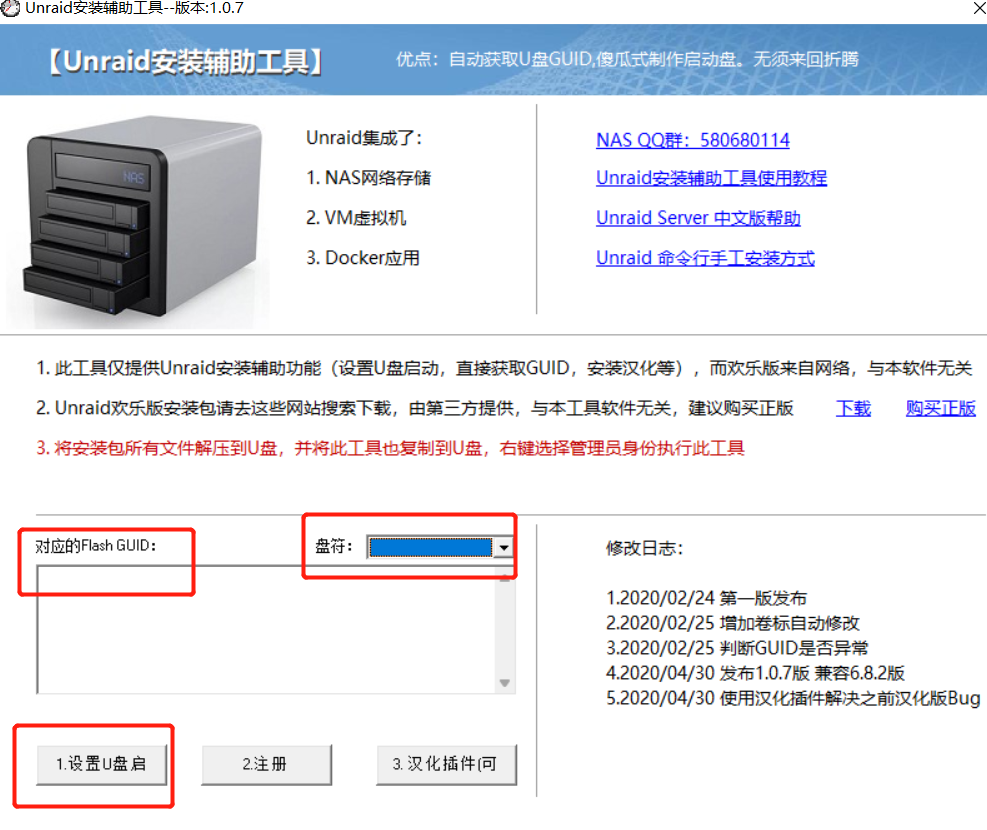 Unraid安装辅助工具--版本:1.0.7
【Unraid安装辅助工具】
优点：自动获取U盘GUID,傻瓜式制作启动盘。无须来回折腾
NAS
Unraid集成了：
1. NAS网络存储
2. VM虚拟机
3. Docker应用
NAS QQ群：580680114
Unraid安装辅助工具使用教程
Unraid Server 中文版帮助
Unraid 命令行手工安装方式
1. 此工具仅提供Unraid安装辅助功能（设置U盘启动，直接获取GUID，安装汉化等），而欢乐版来自网络，与本软件无关
2. Unraid欢乐版安装包请去这些网站搜索下载，由第三方提供，与本工具软件无关，建议购买正版 下载 购买正版
3. 将安装包所有文件解压到U盘，并将此工具也复制到U盘，右键选择管理员身份执行此工具
对应的Flash GUID： 盘符：
1.设置U盘启 2.注册 3. 汉化插件(可
修改日志：
1.2020/02/24 第一版发布
2.2020/02/25 增加卷标自动修改
3.2020/02/25 判断GUID是否异常
4.2020/04/30 发布1.0.7版 兼容6.8.2版
5.2020/04/30 使用汉化插件解决之前汉化版Bug